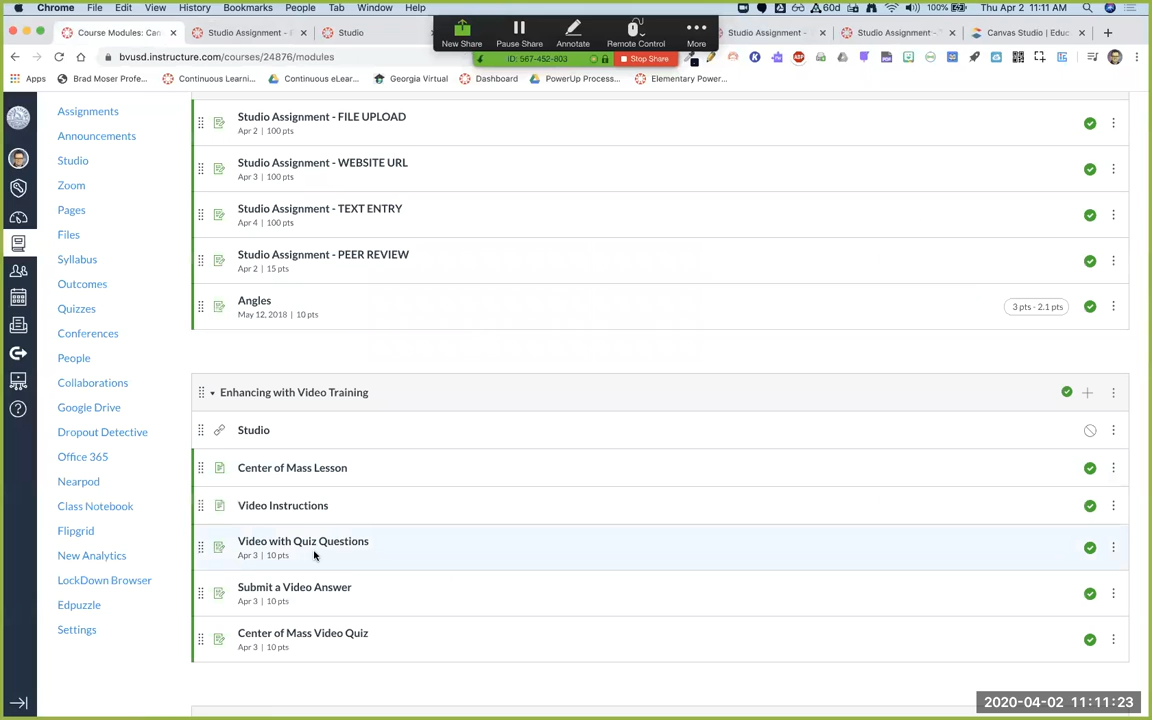 Chrome File Edit View History Bookmarks People Tab Window Help
60d 100% Thu Apr 2 11:11 AM
Course Modules: Can
Studio Assignment - F
Studio
Studio Assignment -
Studio Assignment -
Canvas Studio | Educ
New Share
Pause Share
Annotate
Remote Control
More
ID: 567-452-803
Stop Share
bvusd.instructure.com/courses/24876/modules
Apps
Brad Moser Profe...
Continuous Learni...
Continuous eLear...
Georgia Virtual
Dashboard
PowerUp Process...
Elementary Power...
Assignments
Announcements
Studio
Zoom
Pages
Files
Syllabus
Outcomes
Quizzes
Conferences
People
Collaborations
Google Drive
Dropout Detective
Office 365
Nearpod
Class Notebook
Flipgrid
New Analytics
LockDown Browser
Edpuzzle
Settings
Studio Assignment - FILE UPLOAD
Apr 2 | 100 pts
Studio Assignment - WEBSITE URL
Apr 3 | 100 pts
Studio Assignment - TEXT ENTRY
Apr 4 | 100 pts
Studio Assignment - PEER REVIEW
Apr 2 | 15 pts
Angles
May 12, 2018 | 10 pts
3 pts - 2.1 pts
Enhancing with Video Training
Studio
Center of Mass Lesson
Video Instructions
Video with Quiz Questions
Apr 3 | 10 pts
Submit a Video Answer
Apr 3 | 10 pts
Center of Mass Video Quiz
Apr 3 | 10 pts
2020-04-02 11:11:23